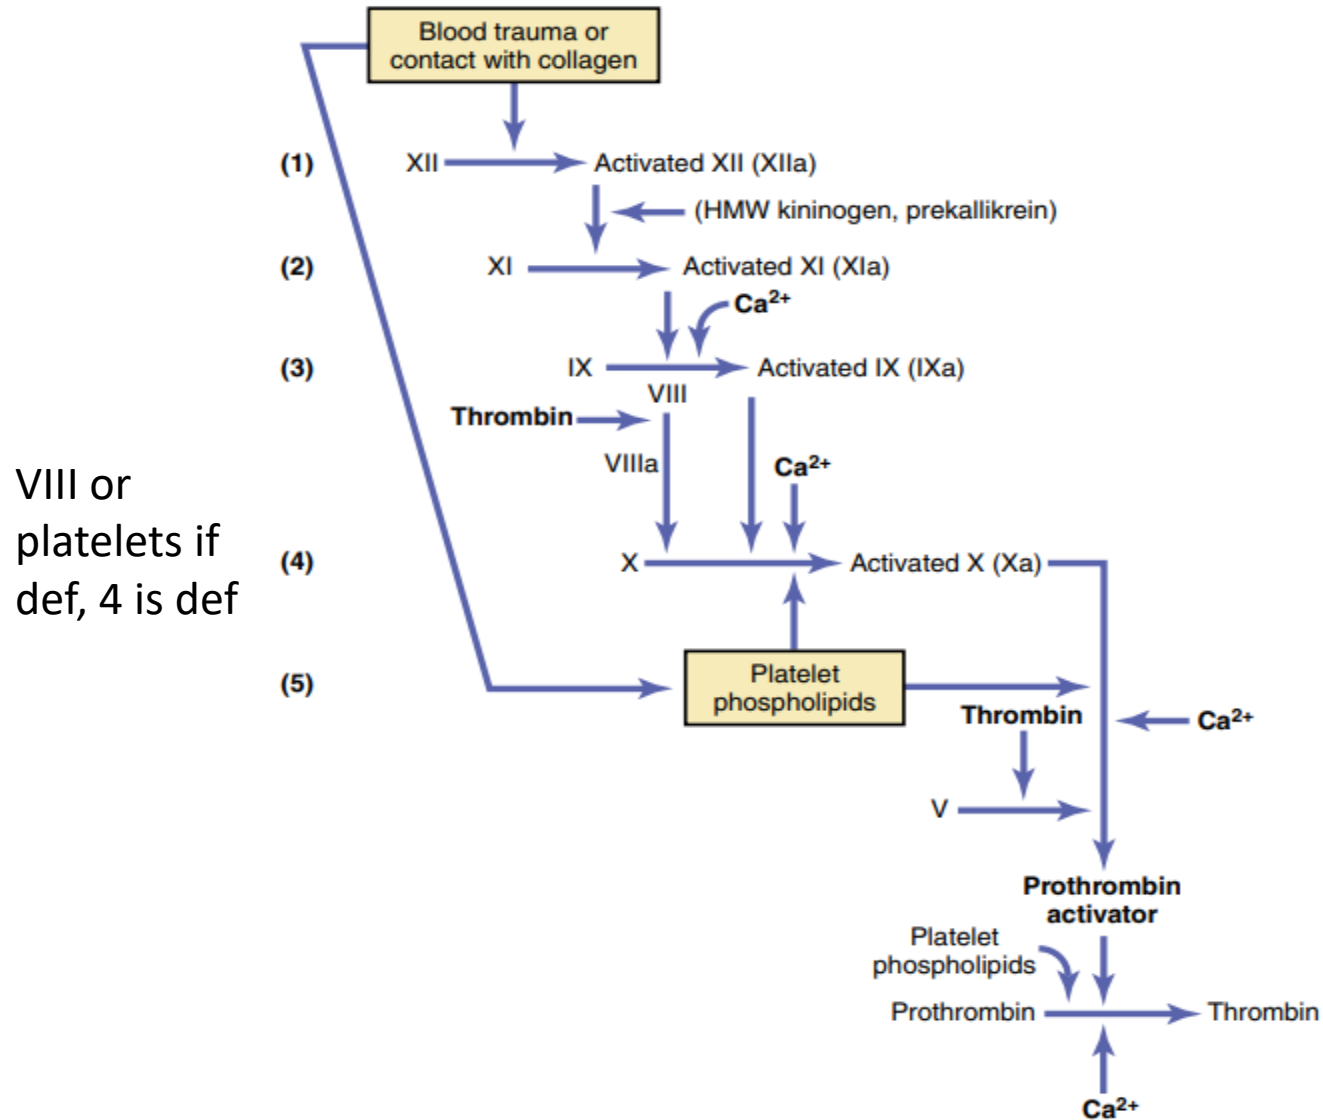 Blood trauma or
contact with collagen
(1) XII Activated XII (XIIa)
(HMW kininogen, prekallikrein)
(2) XI Activated XI (XIa)
Ca2+
(3) IX Activated IX (IXa)
VIII
Thrombin
VIIIa Ca2+
VIII or
platelets if
def, 4 is def
(4) X Activated X (Xa)
(5) Platelet
phospholipids
Thrombin Ca2+
V
Prothrombin
activator
Platelet
phospholipids
Prothrombin Thrombin
Ca2+